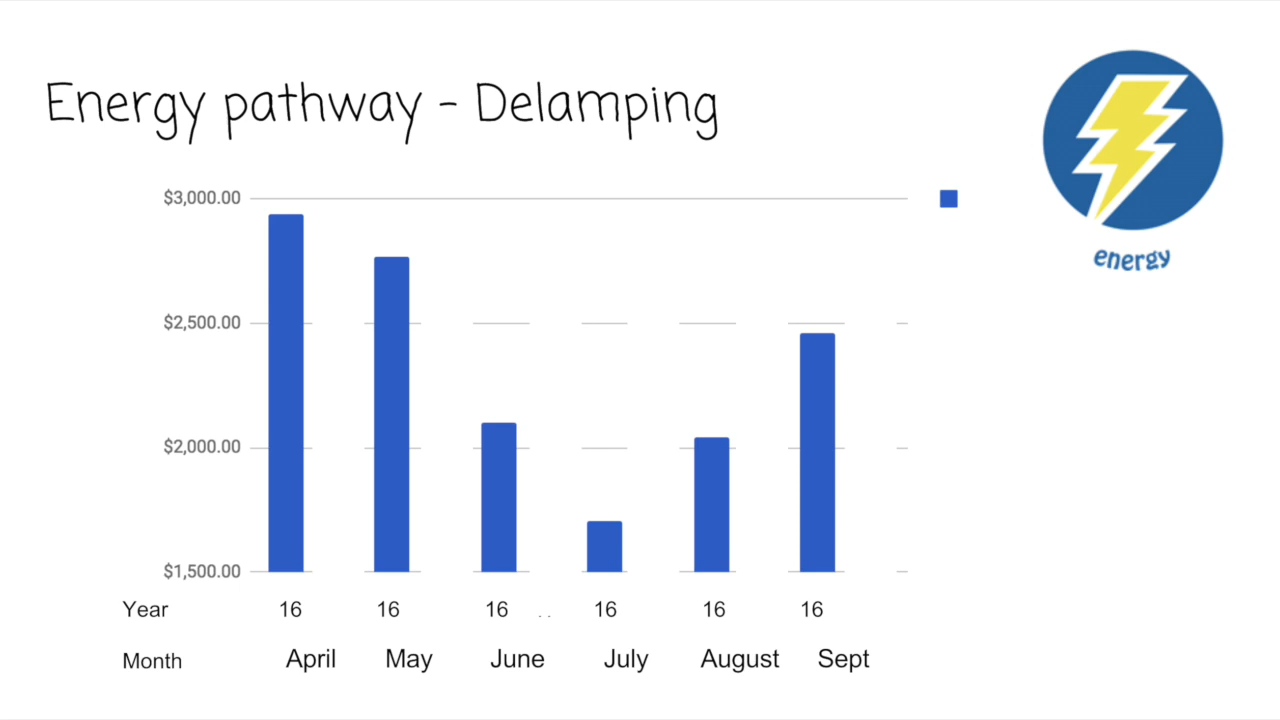 Energy pathway - Delamping
energy
$3,000.00
$2,500.00
$2,000.00
$1,500.00
Year 16 16 16 .. 16 16 16
Month April May June July August Sept